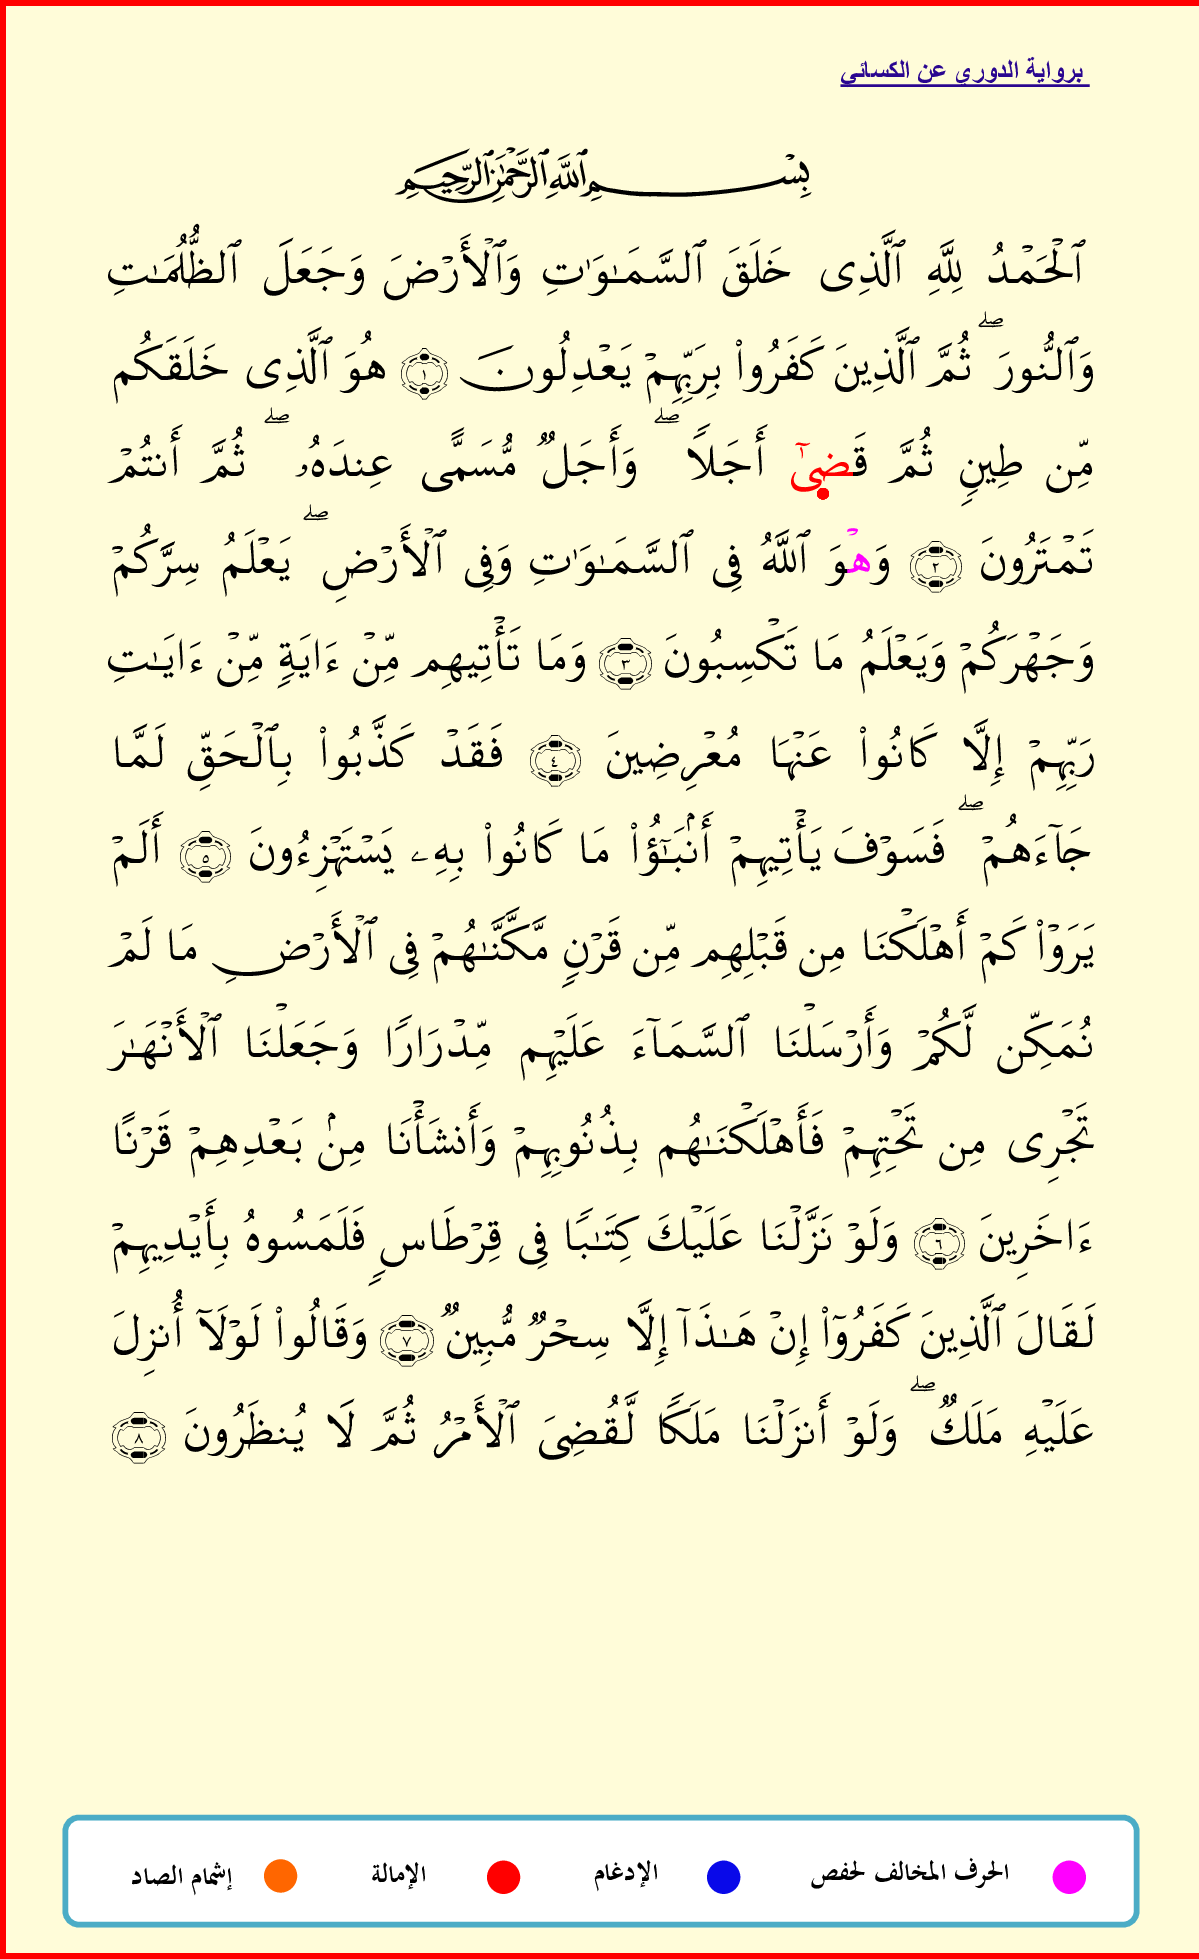 برواية الدوري عن الكسائي
بِسْمِ ٱللَّهِ ٱلرَّحْمَٰنِ ٱلرَّحِيمِ
ٱلْحَمْدُ لِلَّهِ ٱلَّذِى خَلَقَ ٱلسَّمَـٰوَٰتِ وَٱلْأَرْضَ وَجَعَلَ ٱلظُّلُمَـٰتِ
وَٱلنُّورَ ۖ ثُمَّ ٱلَّذِينَ كَفَرُوا۟ بِرَبِّهِمْ يَعْدِلُونَ ١ هُوَ ٱلَّذِى خَلَقَكُم
مِّن طِينٍ ثُمَّ قَضِىٰٓ أَجَلًا ۖ وَأَجَلٌ مُّسَمًّى عِندَهُۥ ۖ ثُمَّ أَنتُمْ
تَمْتَرُونَ ٢ وَهْوَ ٱللَّهُ فِى ٱلسَّمَـٰوَٰتِ وَفِى ٱلْأَرْضِ ۖ يَعْلَمُ سِرَّكُمْ
وَجَهْرَكُمْ وَيَعْلَمُ مَا تَكْسِبُونَ ٣ وَمَا تَأْتِيهِم مِّنْ ءَايَةٍ مِّنْ ءَايَـٰتِ
رَبِّهِمْ إِلَّا كَانُوا۟ عَنْهَا مُعْرِضِينَ ٤ فَقَدْ كَذَّبُوا۟ بِٱلْحَقِّ لَمَّا
جَآءَهُمْ ۖ فَسَوْفَ يَأْتِيهِمْ أَنۢبَـٰٓؤُا۟ مَا كَانُوا۟ بِهِۦ يَسْتَهْزِءُونَ ٥ أَلَمْ
يَرَوْا۟ كَمْ أَهْلَكْنَا مِن قَبْلِهِم مِّن قَرْنٍ مَّكَّنَّـٰهُمْ فِى ٱلْأَرْضِ مَا لَمْ
نُمَكِّن لَّكُمْ وَأَرْسَلْنَا ٱلسَّمَآءَ عَلَيْهِم مِّدْرَارًا وَجَعَلْنَا ٱلْأَنْهَـٰرَ
تَجْرِى مِن تَحْتِهِمْ فَأَهْلَكْنَـٰهُم بِذُنُوبِهِمْ وَأَنشَأْنَا مِنۢ بَعْدِهِمْ قَرْنًا
ءَاخَرِينَ ٦ وَلَوْ نَزَّلْنَا عَلَيْكَ كِتَـٰبًا فِى قِرْطَاسٍ فَلَمَسُوهُ بِأَيْدِيهِمْ
لَقَالَ ٱلَّذِينَ كَفَرُوٓا۟ إِنْ هَـٰذَآ إِلَّا سِحْرٌ مُّبِينٌ ٧ وَقَالُوا۟ لَوْلَآ أُنزِلَ
عَلَيْهِ مَلَكٌ ۖ وَلَوْ أَنزَلْنَا مَلَكًا لَّقُضِىَ ٱلْأَمْرُ ثُمَّ لَا يُنظَرُونَ ٨
الحرف المخالف لحفص الإدغام الإمالة إشمام الصاد